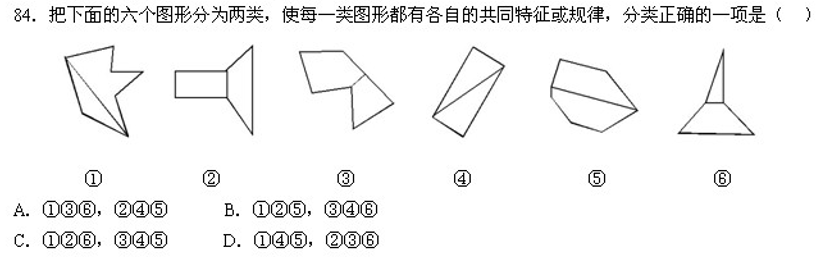 84. 把下面的六个图形分为两类，使每一类图形都有各自的共同特征或规律，分类正确的一项是（　）
① ② ③ ④ ⑤ ⑥
A. ①③⑥，②④⑤ B. ①②⑤，③④⑥
C. ①②⑥，③④⑤ D. ①④⑤，②③⑥